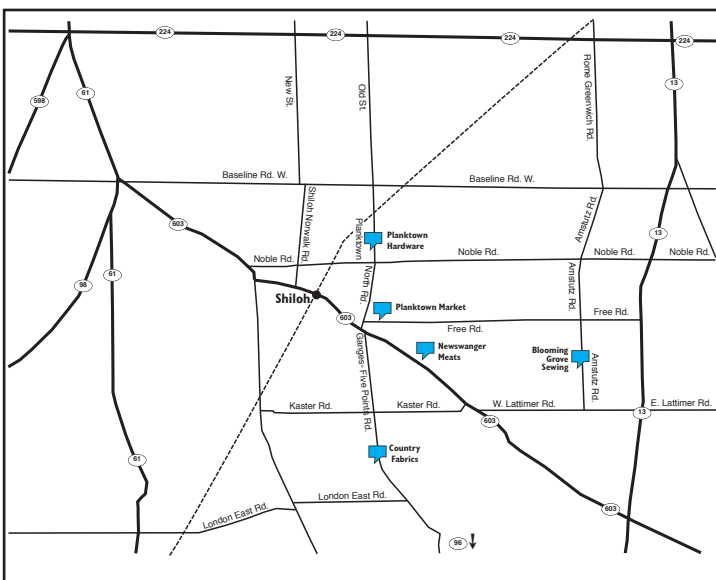 224
224
224
224
61
598
13
New St.
Old St.
Rome Greenwich Rd.
Baseline Rd. W.
Baseline Rd. W.
603
Shiloh Norwalk Rd.
Planktown
North Rd.
Planktown
Hardware
Amstutz Rd.
13
Noble Rd.
Noble Rd.
Noble Rd.
Noble Rd.
98
61
Shiloh
603
Planktown Market
Amstutz Rd.
Free Rd.
Free Rd.
Ganges- Five Points Rd.
Newswanger
Meats
Blooming
Grove
Sewing
Amstutz Rd.
Kaster Rd.
Kaster Rd.
W. Lattimer Rd.
E. Lattimer Rd.
603
13
61
Country
Fabrics
London East Rd.
London East Rd.
603
96